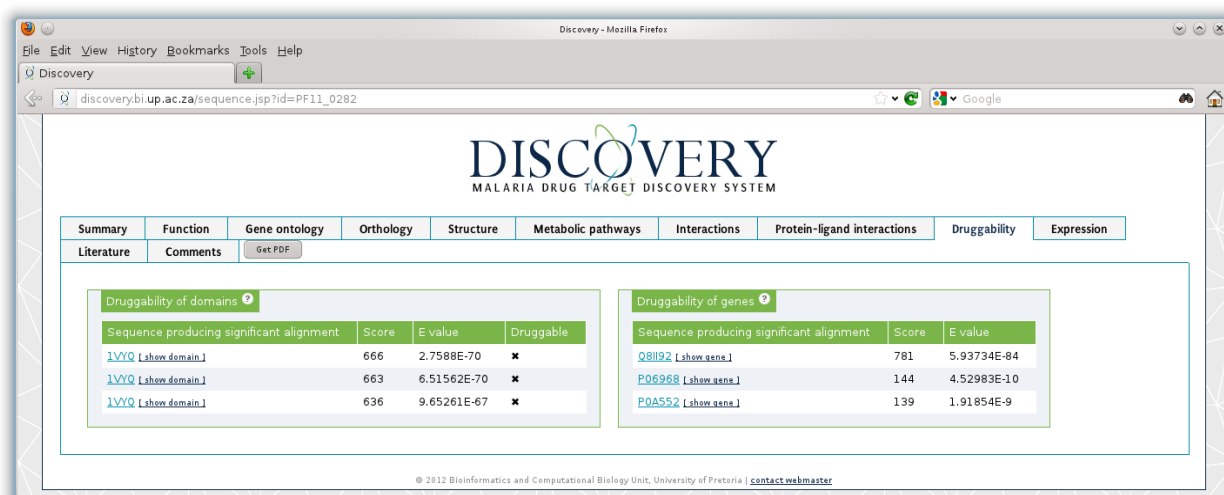 Discovery - Mozilla Firefox
File Edit View History Bookmarks Tools Help
Discovery
discovery.bi.up.ac.za/sequence.jsp?id=PF11_0282 Google
DISCOVERY
MALARIA DRUG TARGET DISCOVERY SYSTEM
Summary Function Gene ontology Orthology Structure Metabolic pathways Interactions Protein-ligand interactions Druggability Expression
Literature Comments Get PDF
Druggability of domains ?
Sequence producing significant alignment Score E value Druggable
1VYQ [ show domain ] 666 2.7588E-70 ✖
1VYQ [ show domain ] 663 6.51562E-70 ✖
1VYQ [ show domain ] 636 9.65261E-67 ✖
Druggability of genes ?
Sequence producing significant alignment Score E value
Q8II92 [ show gene ] 781 5.93734E-84
P06968 [ show gene ] 144 4.52983E-10
P0A552 [ show gene ] 139 1.91854E-9
© 2012 Bioinformatics and Computational Biology Unit, University of Pretoria | contact webmaster